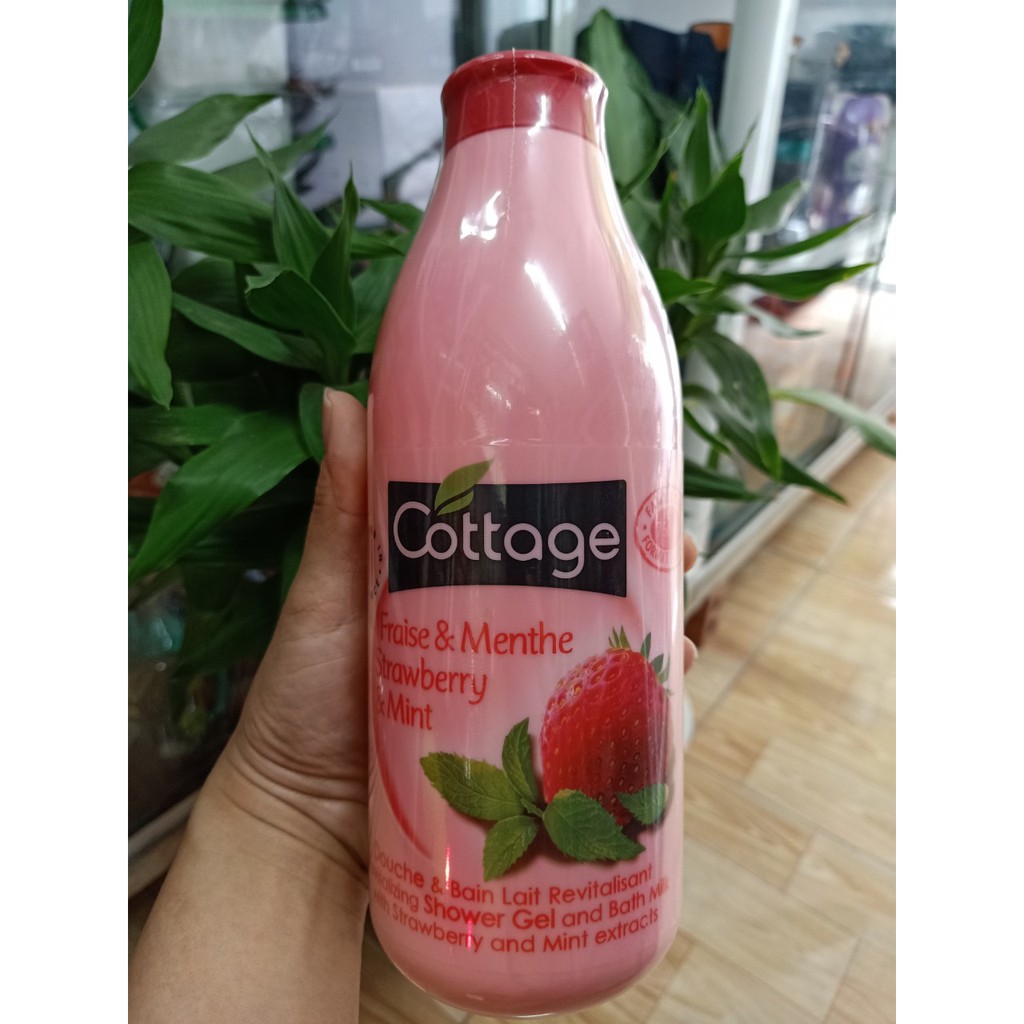 Cottage
Fraise & Menthe
Strawberry
& Mint
Douche & Bain Lait Revitalisant
Shower Gel and Bath Milk
with Strawberry and Mint extracts